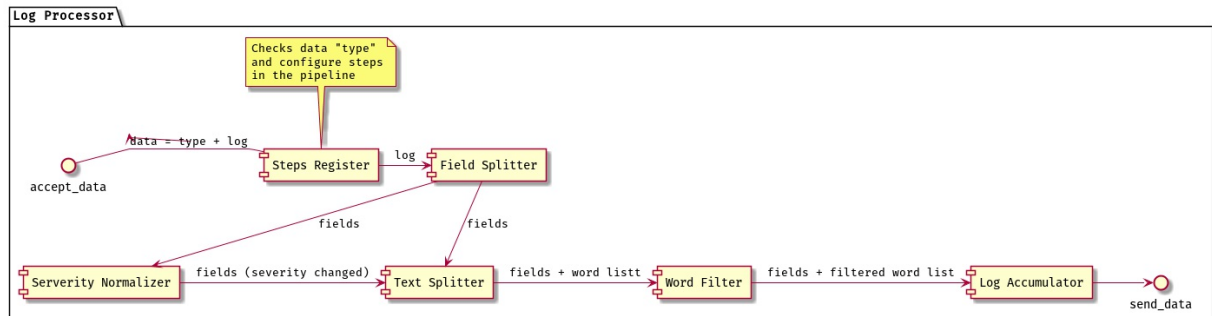 Log Processor
Checks data "type"
and configure steps
in the pipeline
data = type + log
accept_data
Steps Register
log
Field Splitter
fields
fields
Serverity Normalizer
fields (severity changed)
Text Splitter
fields + word listt
Word Filter
fields + filtered word list
Log Accumulator
send_data